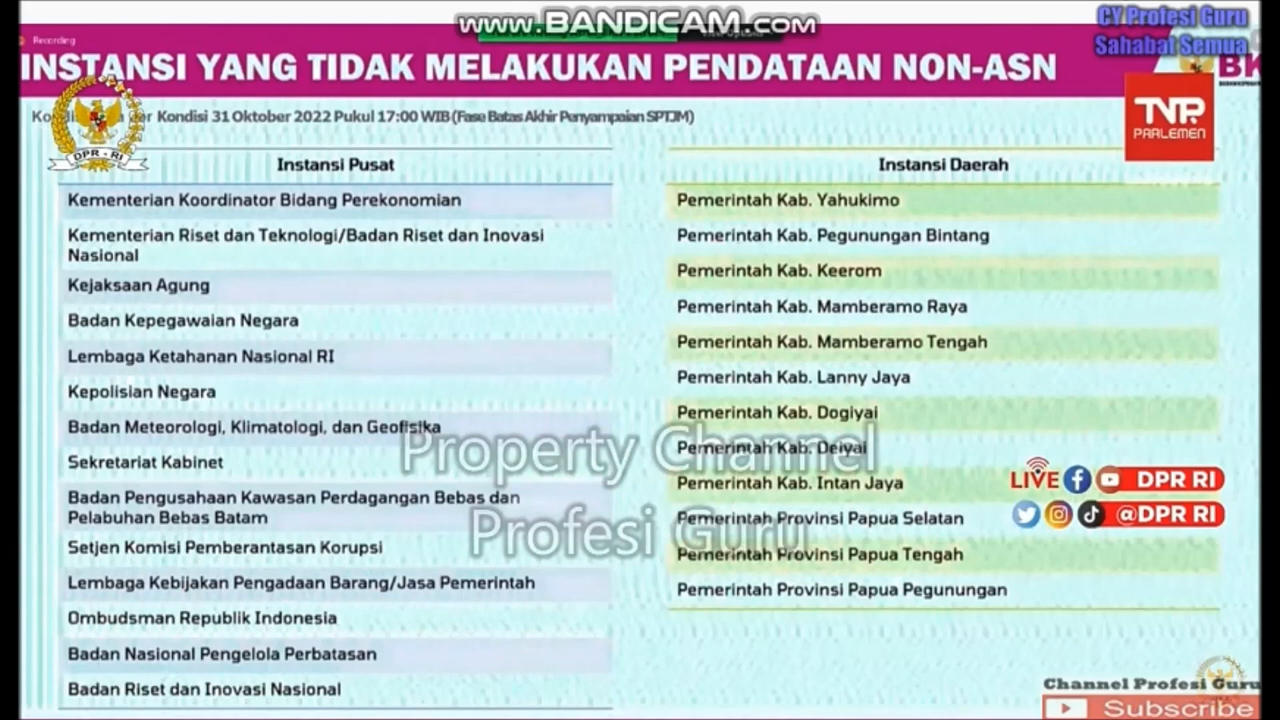 www.BANDICAM.com
CY Profesi Guru
Sahabat Semua
Recording
INSTANSI YANG TIDAK MELAKUKAN PENDATAAN NON-ASN
BK
Kondisi 31 Oktober 2022 Pukul 17:00 WIB (Fase Batas Akhir Penyampaian SPTJM)
DPR - RI
TVR
PARLEMEN
Instansi Pusat
Kementerian Koordinator Bidang Perekonomian
Kementerian Riset dan Teknologi/Badan Riset dan Inovasi
Nasional
Kejaksaan Agung
Badan Kepegawaian Negara
Lembaga Ketahanan Nasional RI
Kepolisian Negara
Badan Meteorologi, Klimatologi, dan Geofisika
Sekretariat Kabinet
Badan Pengusahaan Kawasan Perdagangan Bebas dan
Pelabuhan Bebas Batam
Setjen Komisi Pemberantasan Korupsi
Lembaga Kebijakan Pengadaan Barang/Jasa Pemerintah
Ombudsman Republik Indonesia
Badan Nasional Pengelola Perbatasan
Badan Riset dan Inovasi Nasional
Instansi Daerah
Pemerintah Kab. Yahukimo
Pemerintah Kab. Pegunungan Bintang
Pemerintah Kab. Keerom
Pemerintah Kab. Mamberamo Raya
Pemerintah Kab. Mamberamo Tengah
Pemerintah Kab. Lanny Jaya
Pemerintah Kab. Dogiyai
Pemerintah Kab. Deiyai
Pemerintah Kab. Intan Jaya
Pemerintah Provinsi Papua Selatan
Pemerintah Provinsi Papua Tengah
Pemerintah Provinsi Papua Pegunungan
Property Channel
Profesi Guru
LIVE DPR RI
@DPR RI
Channel Profesi Guru
Subscribe